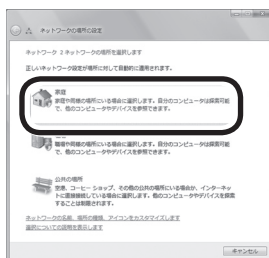 ネットワークの場所の設定
ネットワーク 2ネットワークの場所を選択します
正しいネットワーク設定が場所に対して自動的に適用されます。
家庭
家庭や同様の場所にいる場合に選択します。自分のコンピュータは探索可能
で、他のコンピュータやデバイスを参照できます。
職場や同様の場所にいる場合に選択します。自分のコンピュータは探索可能
で、他のコンピュータやデバイスを参照できます。
公共の場所
空港、コーヒー ショップ、その他の公共の場所にいる場合か、インターネッ
トに直接接続している場合に選択します。他のコンピュータやデバイスを探索
することは制限されます。
ネットワークの名前、場所の種類、アイコンをカスタマイズします
選択についての説明を表示します
キャンセル